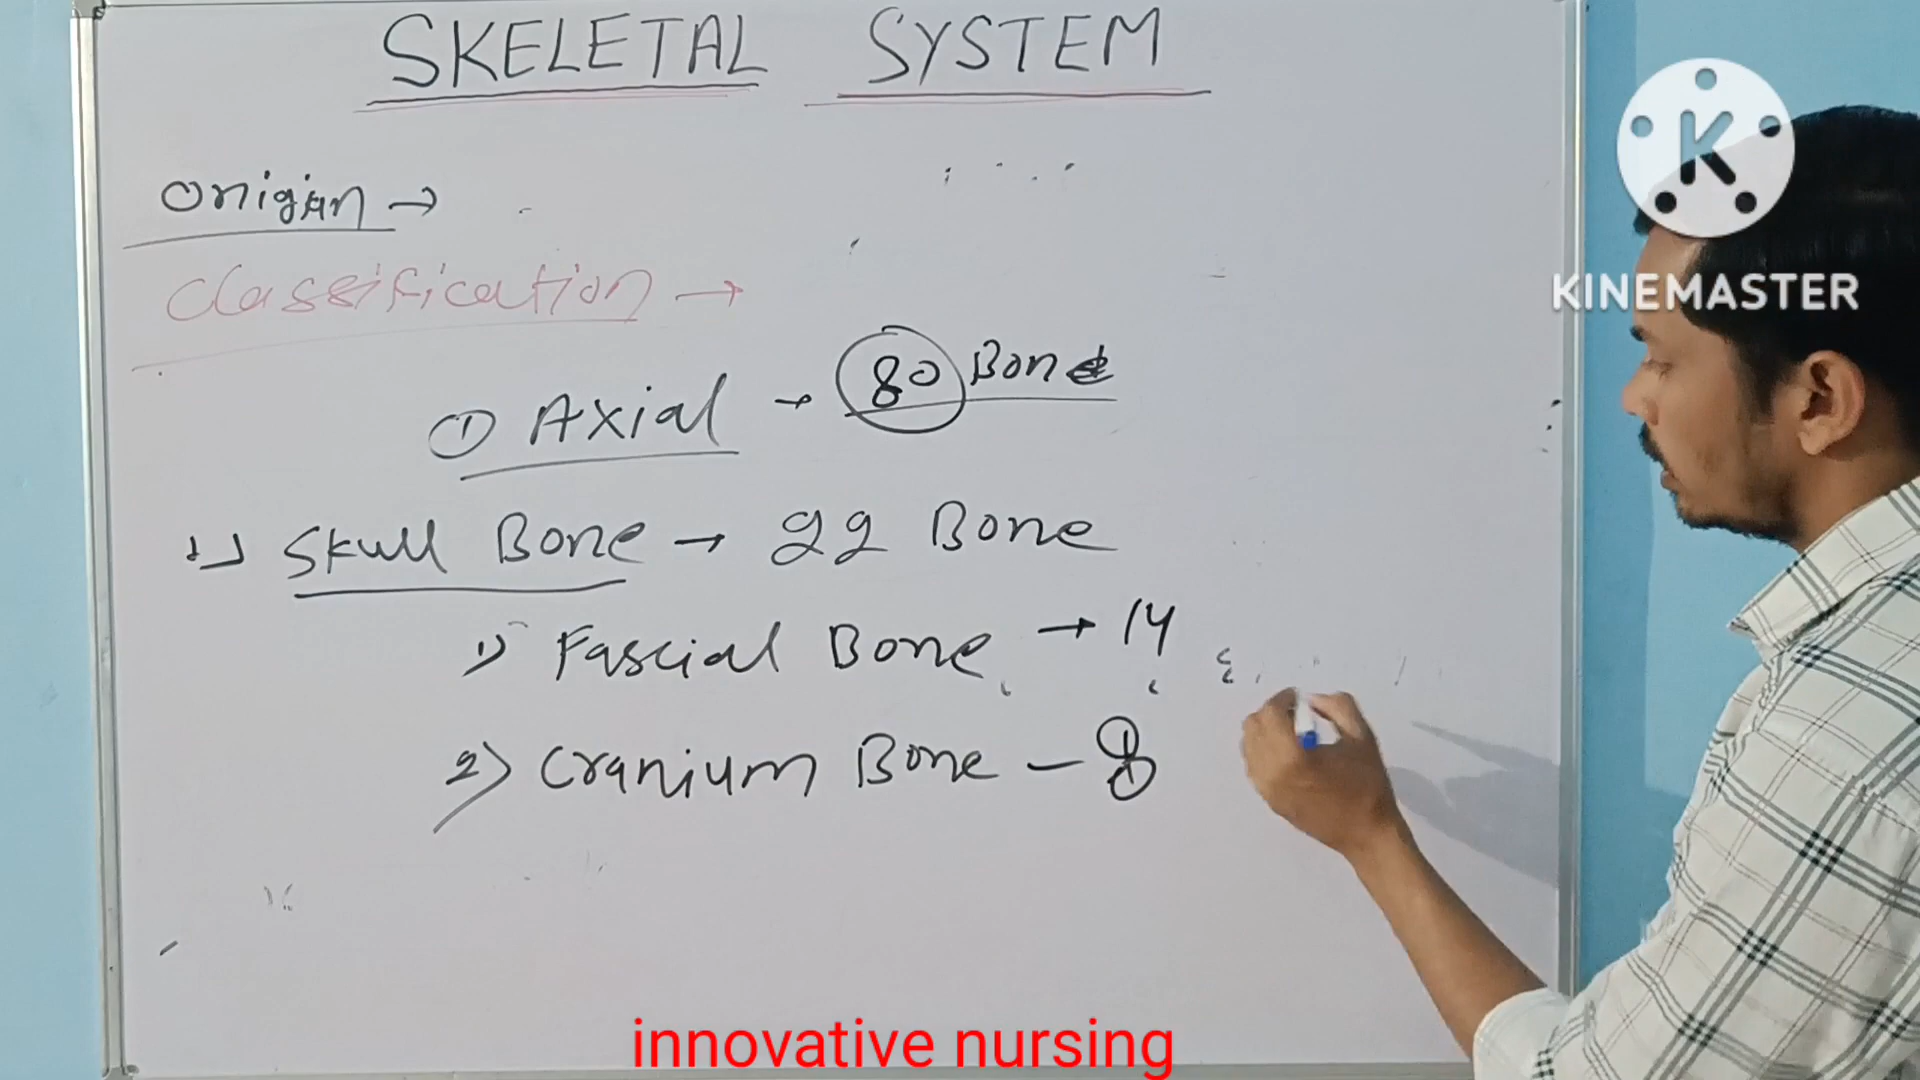 SKELETAL SYSTEM
Origin →
Classification →
① Axial → 80 Bone
1) Skull Bone → 22 Bone
1) Fascial Bone → 14
2) Cranium Bone – 8
K
KINEMASTER
innovative nursing